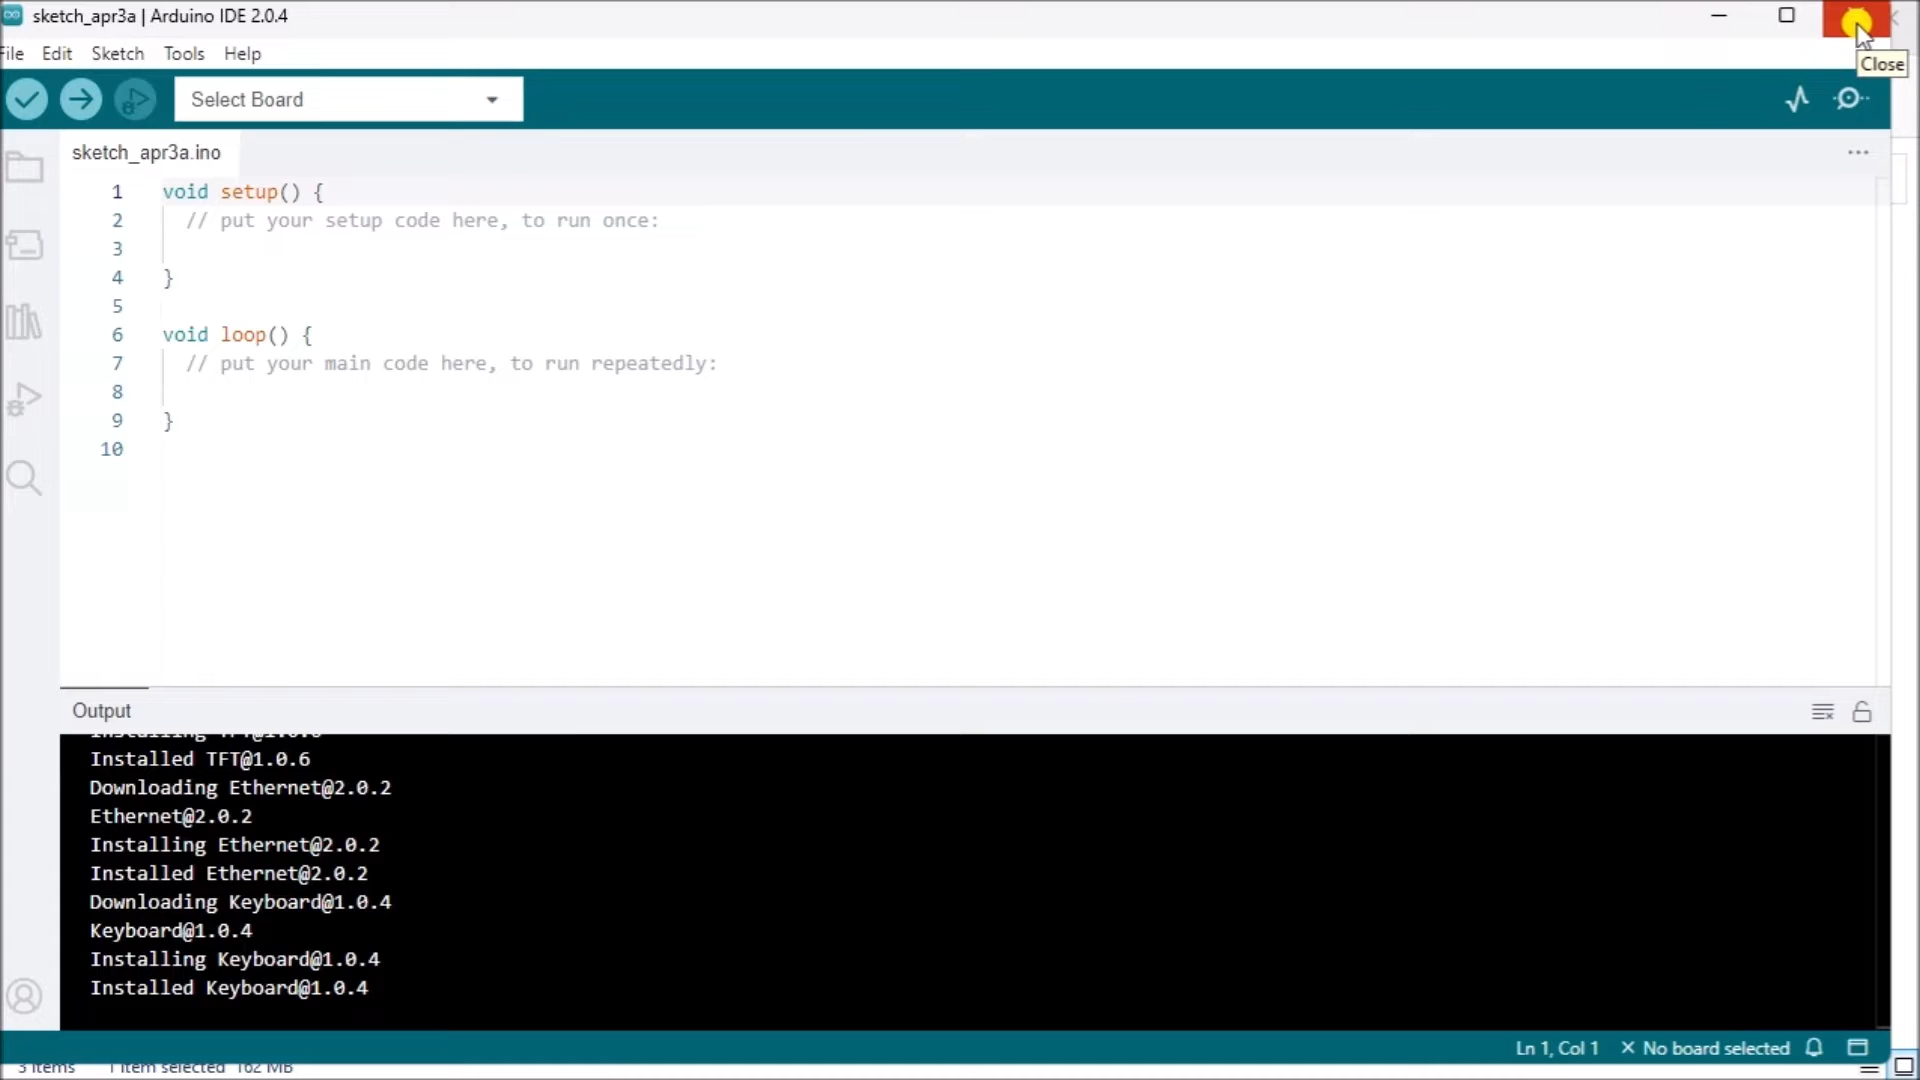 sketch_apr3a | Arduino IDE 2.0.4
File Edit Sketch Tools Help
Close
Select Board
sketch_apr3a.ino
1 void setup() {
2 // put your setup code here, to run once:
3
4 }
5
6 void loop() {
7 // put your main code here, to run repeatedly:
8
9 }
10
Output
Installing TFT@1.0.6
Installed TFT@1.0.6
Downloading Ethernet@2.0.2
Ethernet@2.0.2
Installing Ethernet@2.0.2
Installed Ethernet@2.0.2
Downloading Keyboard@1.0.4
Keyboard@1.0.4
Installing Keyboard@1.0.4
Installed Keyboard@1.0.4
Ln 1, Col 1 × No board selected
3 items 1 item selected 162 MB